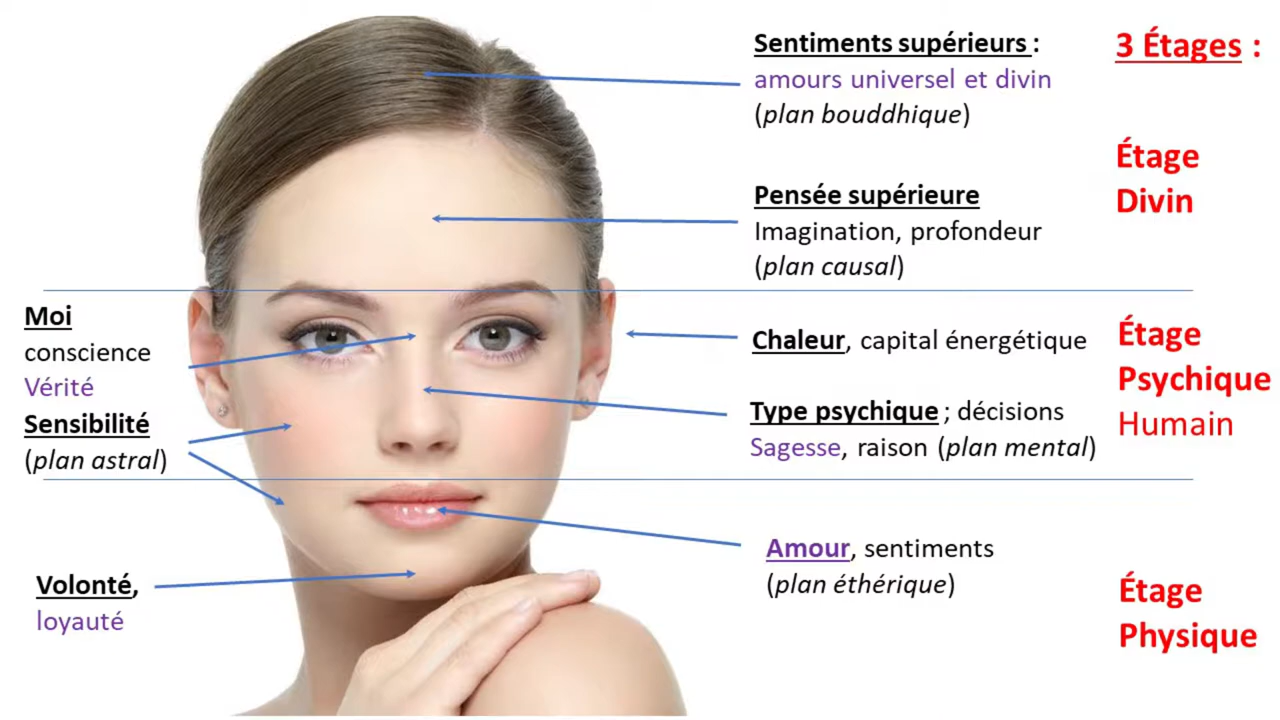 Sentiments supérieurs :
amours universel et divin
(plan bouddhique)
3 Étages :
Étage
Divin
Pensée supérieure
Imagination, profondeur
(plan causal)
Moi
conscience
Vérité
Sensibilité
(plan astral)
Chaleur, capital énergétique
Type psychique ; décisions
Sagesse, raison (plan mental)
Étage
Psychique
Humain
Amour, sentiments
(plan éthérique)
Volonté,
loyauté
Étage
Physique